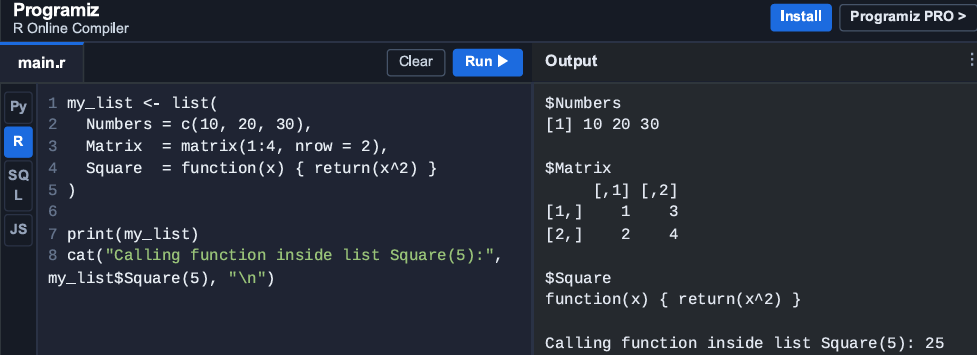 Programiz
R Online Compiler
Install
Programiz PRO >
main.r
Clear
Run
Output
Py
R
SQ
L
JS
1 my_list <- list(
2   Numbers = c(10, 20, 30),
3   Matrix  = matrix(1:4, nrow = 2),
4   Square  = function(x) { return(x^2) }
5 )
6
7 print(my_list)
8 cat("Calling function inside list Square(5):",
my_list$Square(5), "\n")
$Numbers
[1] 10 20 30
$Matrix
     [,1] [,2]
[1,]    1    3
[2,]    2    4
$Square
function(x) { return(x^2) }
Calling function inside list Square(5): 25